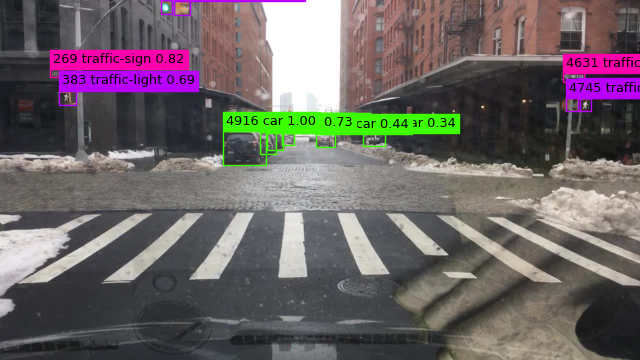 269 traffic-sign 0.82
383 traffic-light 0.69
4631 traffic
4745 traffic
4916 car 1.00
0.73
car 0.44
ar 0.34